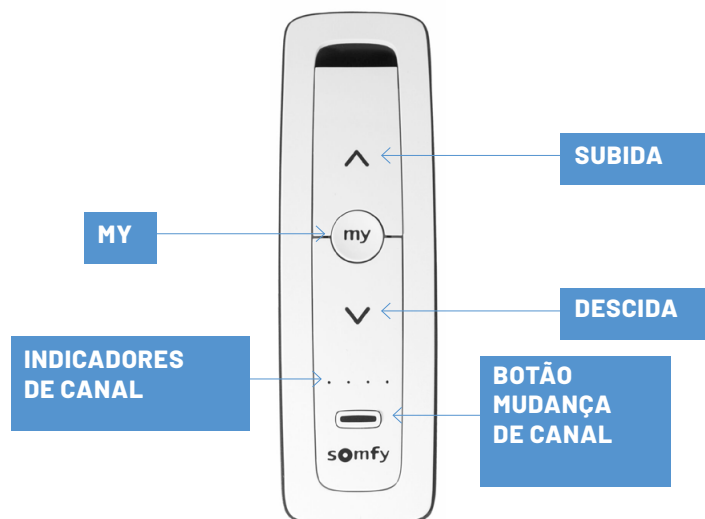 SUBIDA
MY
my
DESCIDA
INDICADORES
DE CANAL
BOTÃO
MUDANÇA
DE CANAL
somfy